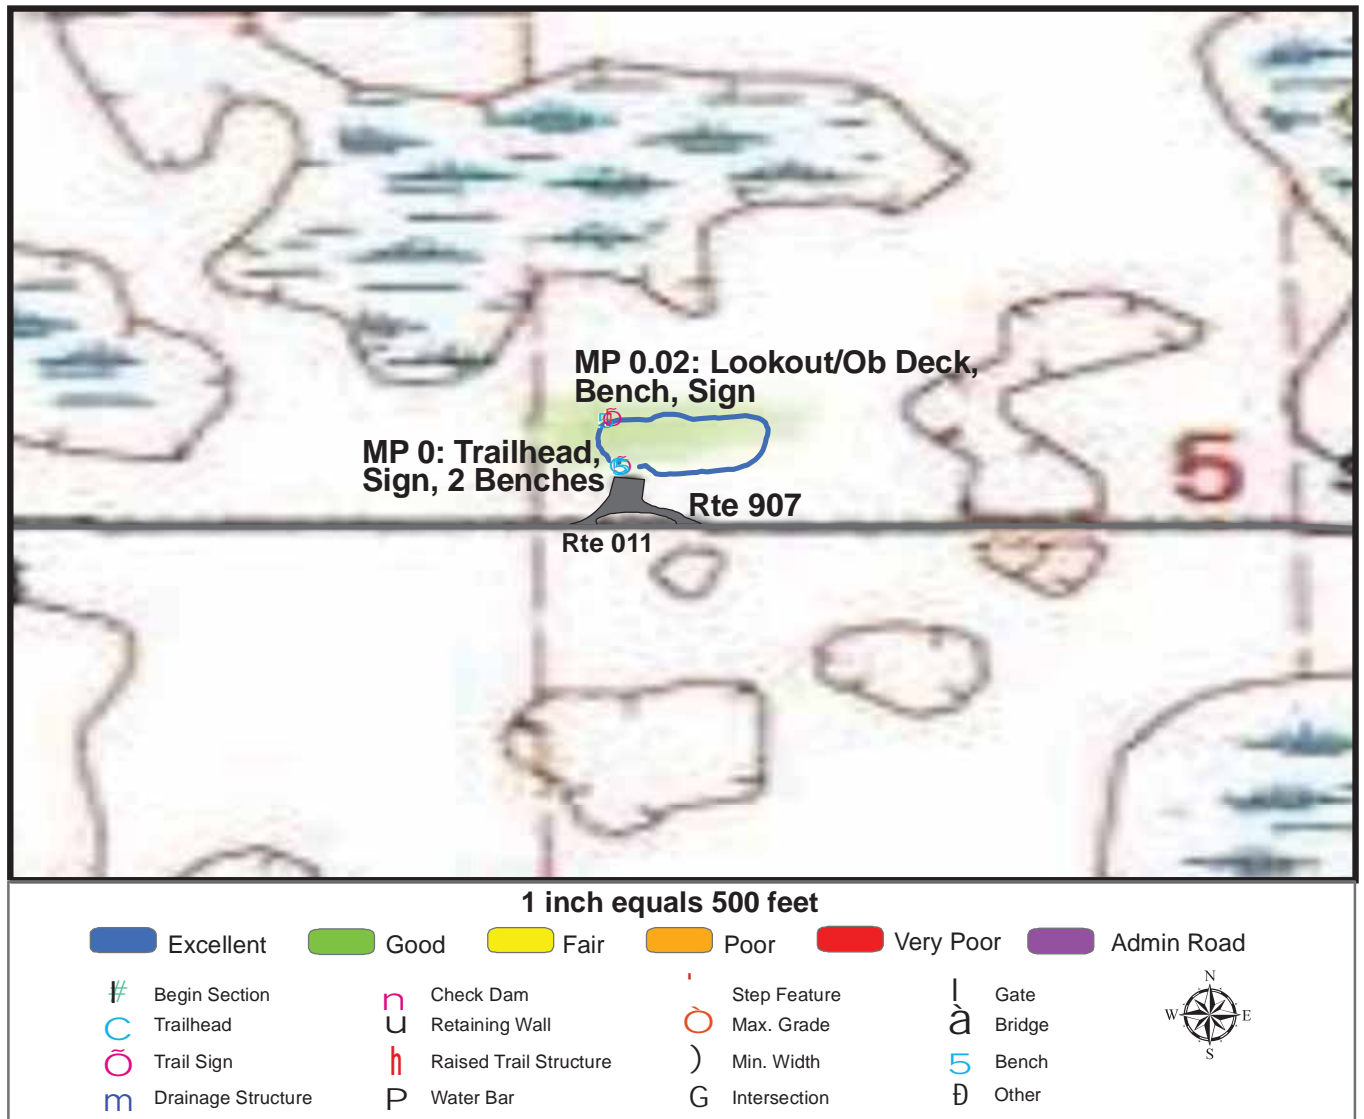 MP 0.02: Lookout/Ob Deck,
Bench, Sign
MP 0: Trailhead,
Sign, 2 Benches
5
Rte 907
Rte 011
1 inch equals 500 feet
Excellent
Good
Fair
Poor
Very Poor
Admin Road
Begin Section
n Check Dam
Step Feature
Gate
C Trailhead
u Retaining Wall
Ò Max. Grade
à Bridge
Õ Trail Sign
h Raised Trail Structure
) Min. Width
5 Bench
m Drainage Structure
P Water Bar
G Intersection
Ð Other
N
W E
S